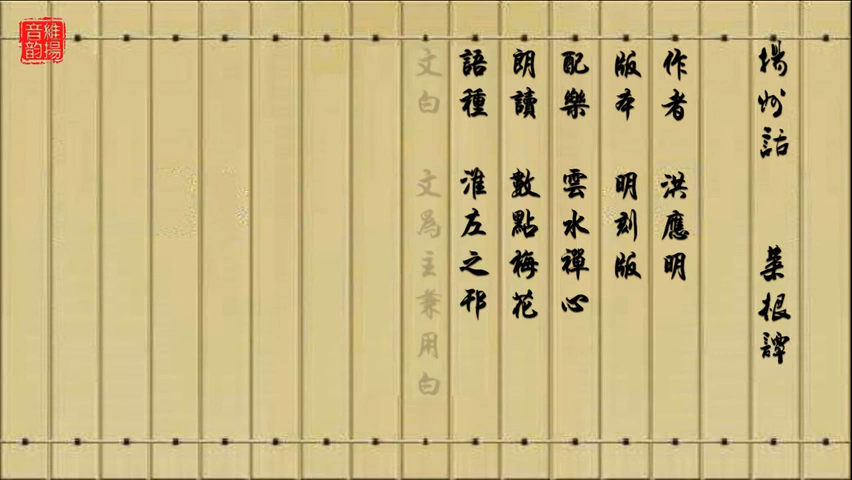 揚州話 菜根譚
作者 洪應明
版本 明刻版
配樂 雲水禪心
朗讀 數點梅花
語種 淮左之邦
文白 文爲主兼用白
維揚音韵